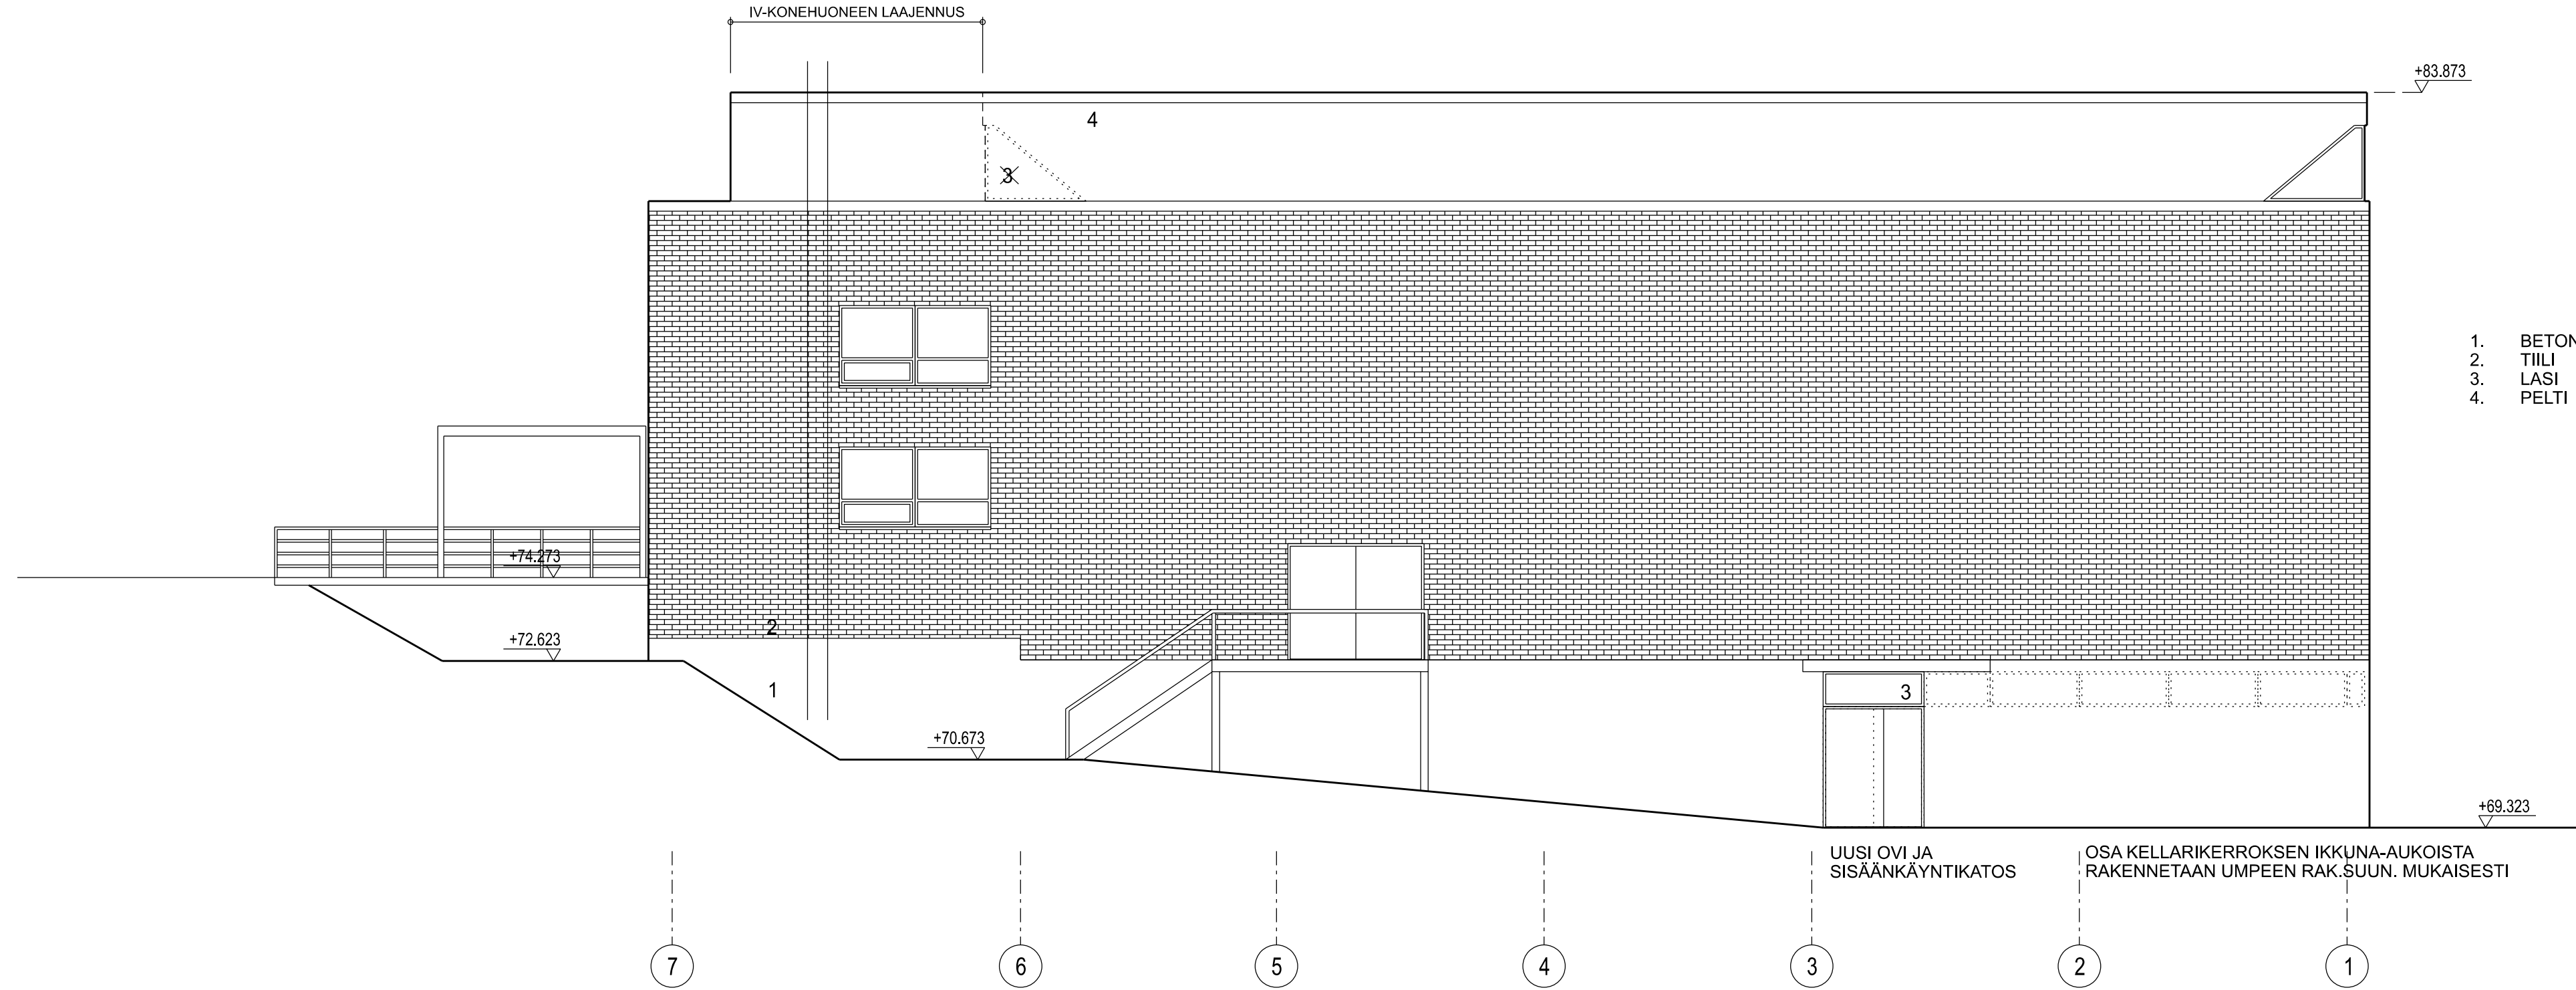 IV-KONEHUONEEN LAAJENNUS
+83.873
4
3
1. BETON
2. TIILI
3. LASI
4. PELTI
+74.273
2
+72.623
1
3
+70.673
+69.323
UUSI OVI JA
SISÄÄNKÄYNTIKATOS
OSA KELLARIKERROKSEN IKKUNA-AUKOISTA
RAKENNETAAN UMPEEN RAK.SUUN. MUKAISESTI
7 6 5 4 3 2 1